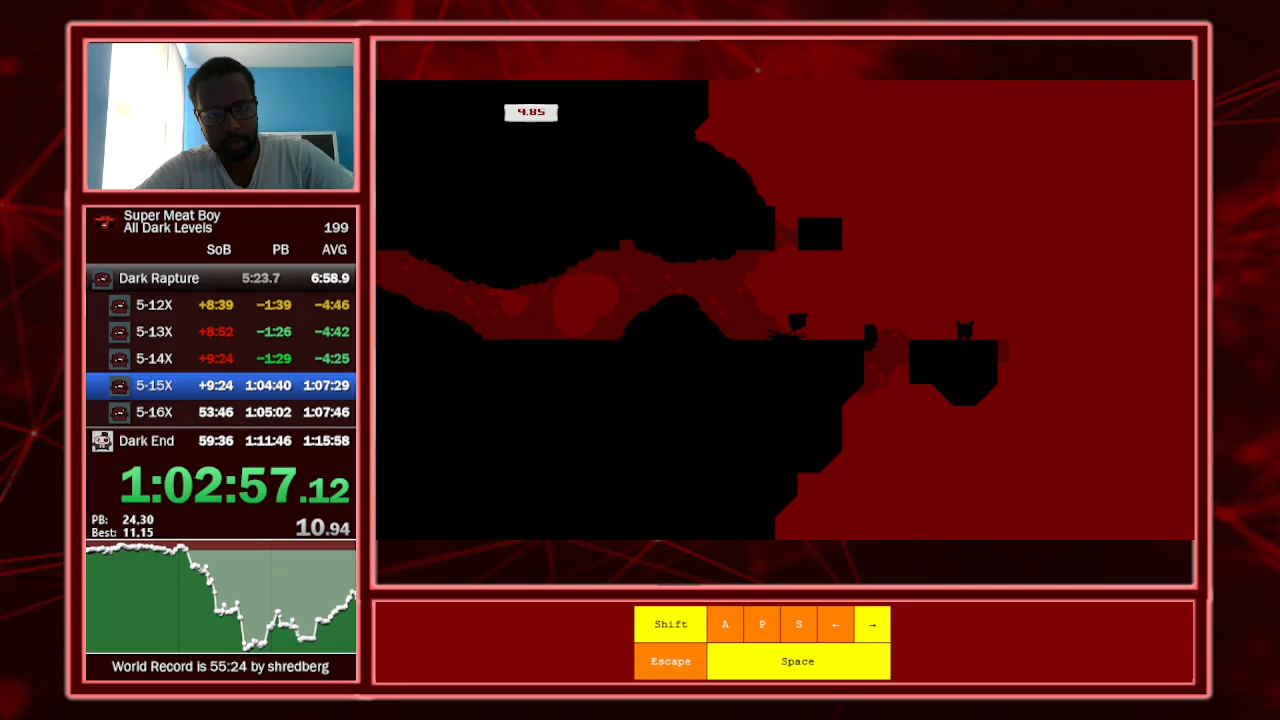 Super Meat Boy
All Dark Levels 199
SoB PB AVG
Dark Rapture 5:23.7 6:58.9
5-12X +8:39 −1:39 −4:46
5-13X +8:52 −1:26 −4:42
5-14X +9:24 −1:29 −4:25
5-15X +9:24 1:04:40 1:07:29
5-16X 53:46 1:05:02 1:07:46
Dark End 59:36 1:11:46 1:15:58
1:02:57.12
PB: 24.30
Best: 11.15
10.94
World Record is 55:24 by shredberg
9.85
Shift A P S ← →
Escape Space